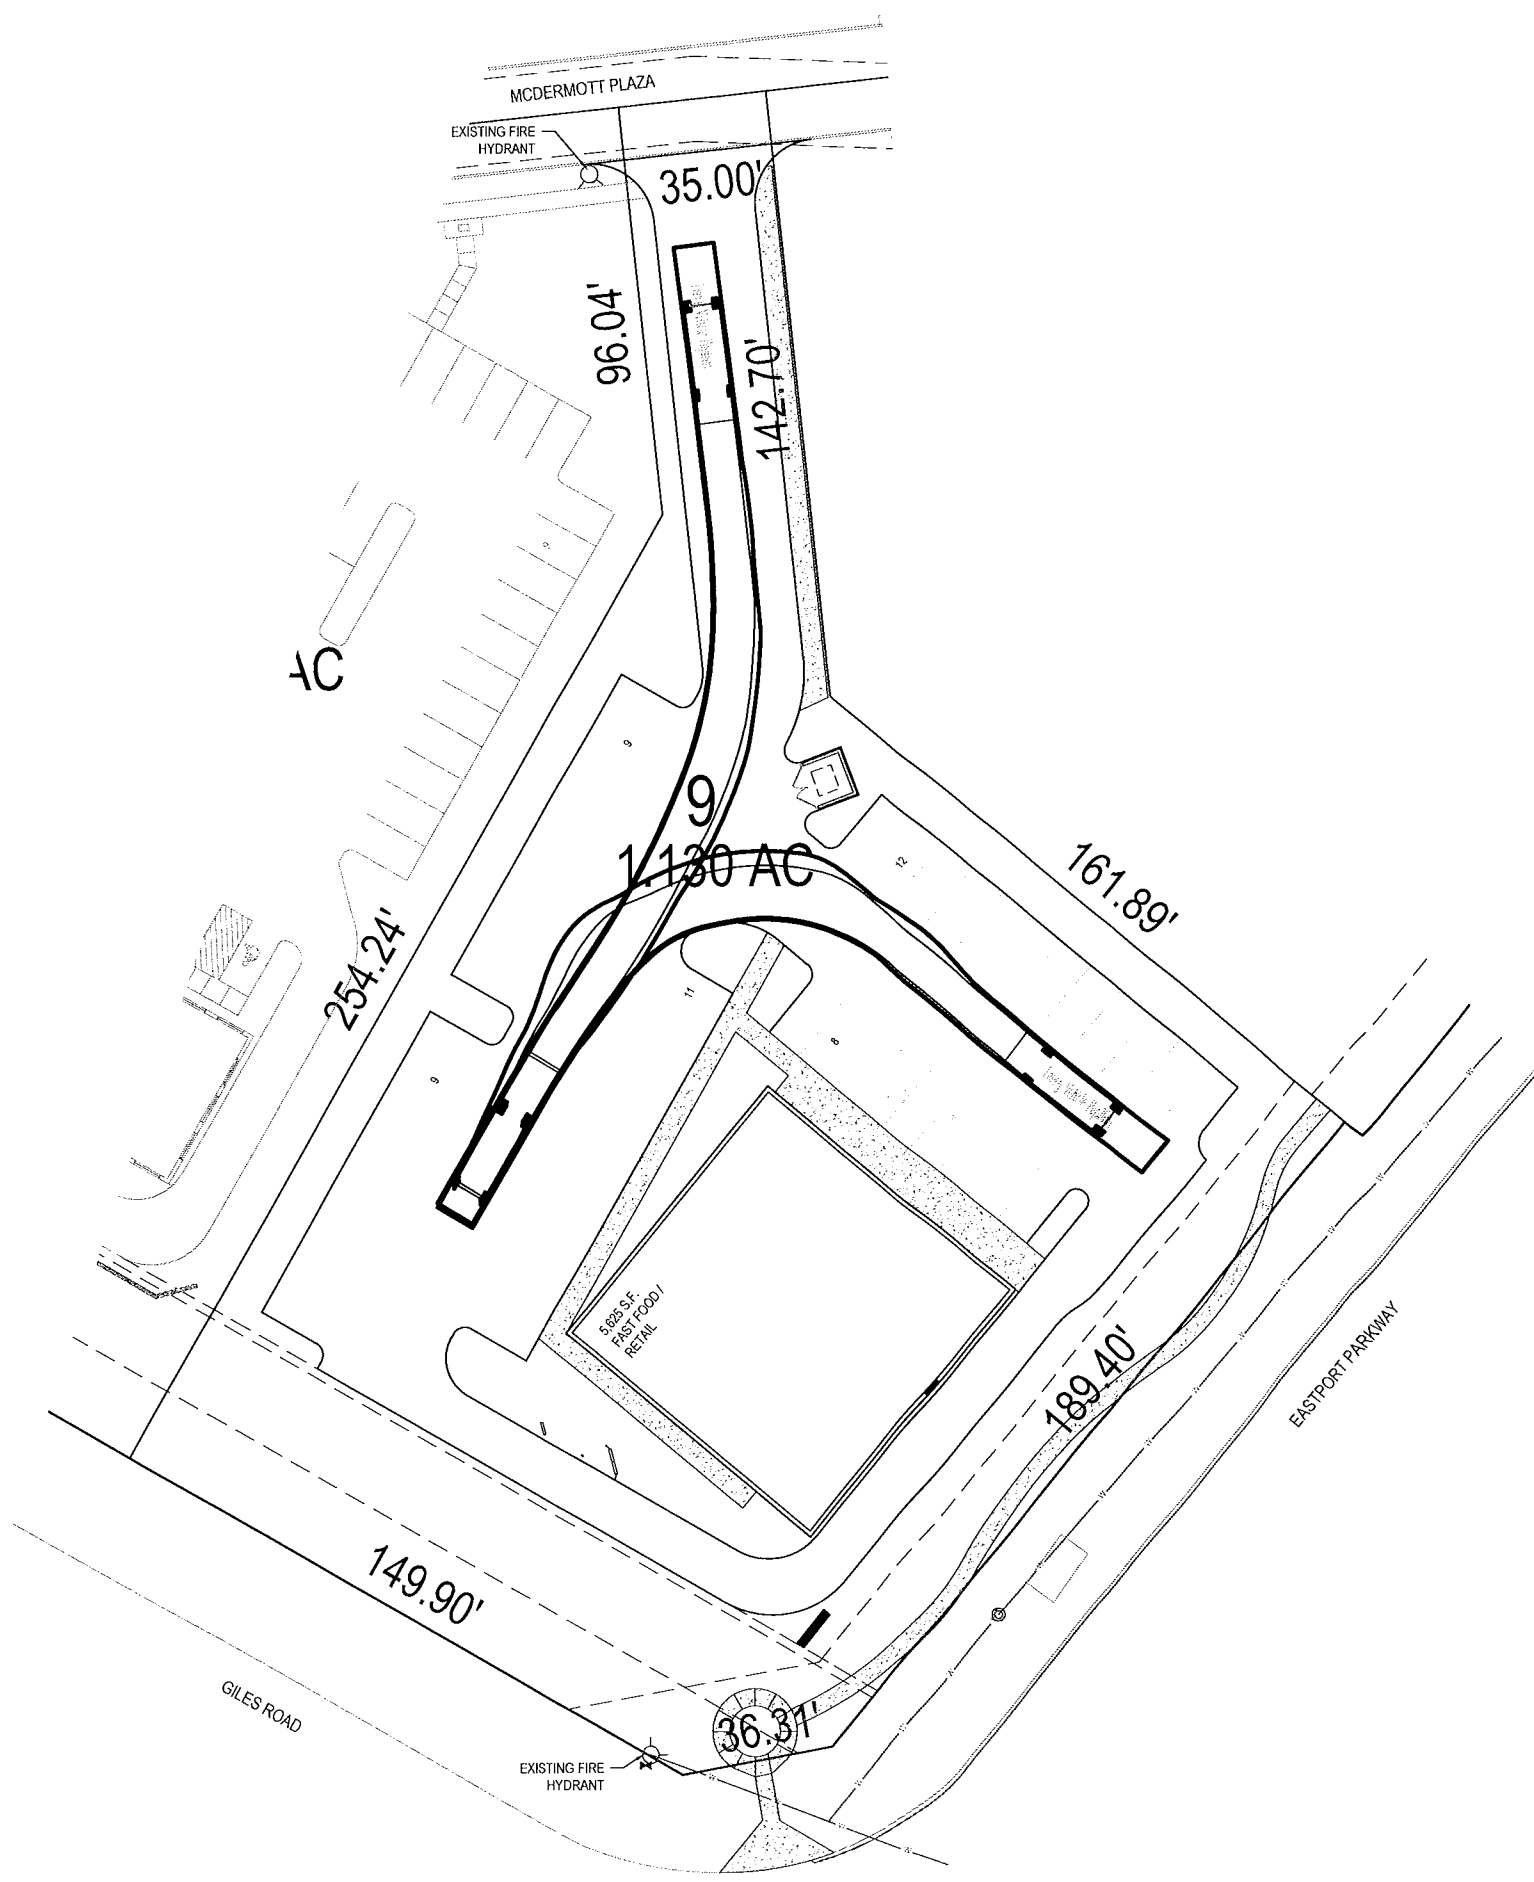 MCDERMOTT PLAZA
EXISTING FIRE
HYDRANT
35.00'
96.04'
142.70'
9
AC
9
9
1.130 AC
12
161.89'
254.24'
11
8
9
5,625 S.F.
FAST FOOD /
RETAIL
189.40'
EASTPORT PARKWAY
149.90'
GILES ROAD
36.31'
EXISTING FIRE
HYDRANT
W
W
W
W
W
W
W
W
W
W
W
W
W